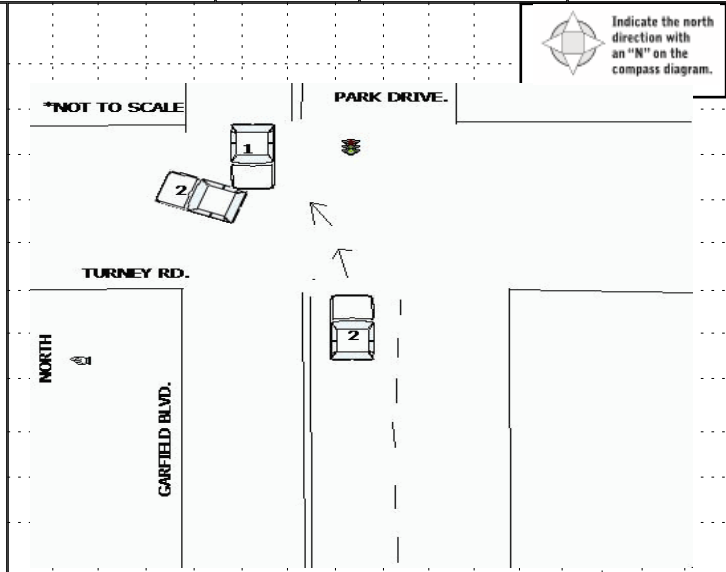 Indicate the north
direction with
an “N” on the
compass diagram.
*NOT TO SCALE
PARK DRIVE.
1
2
TURNEY RD.
2
NORTH
GARFIELD BLVD.